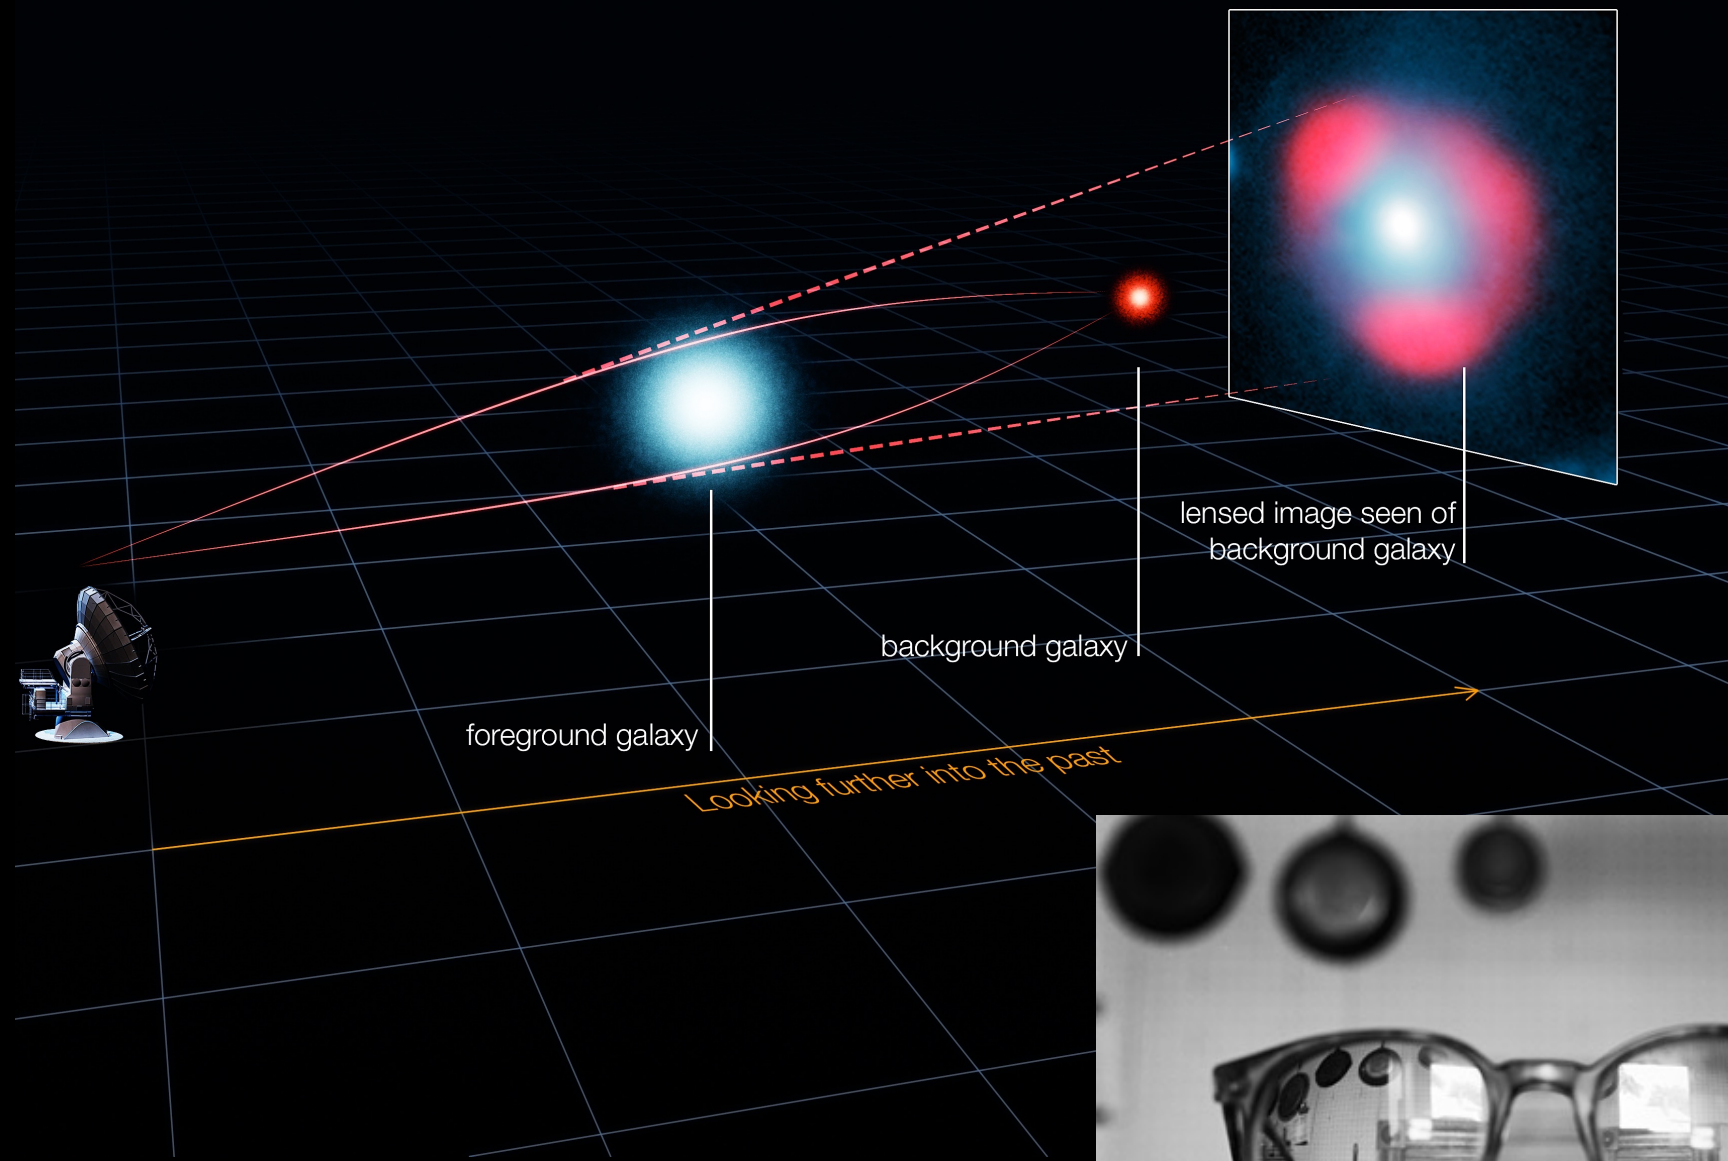 lensed image seen of
background galaxy
background galaxy
foreground galaxy
Looking further into the past